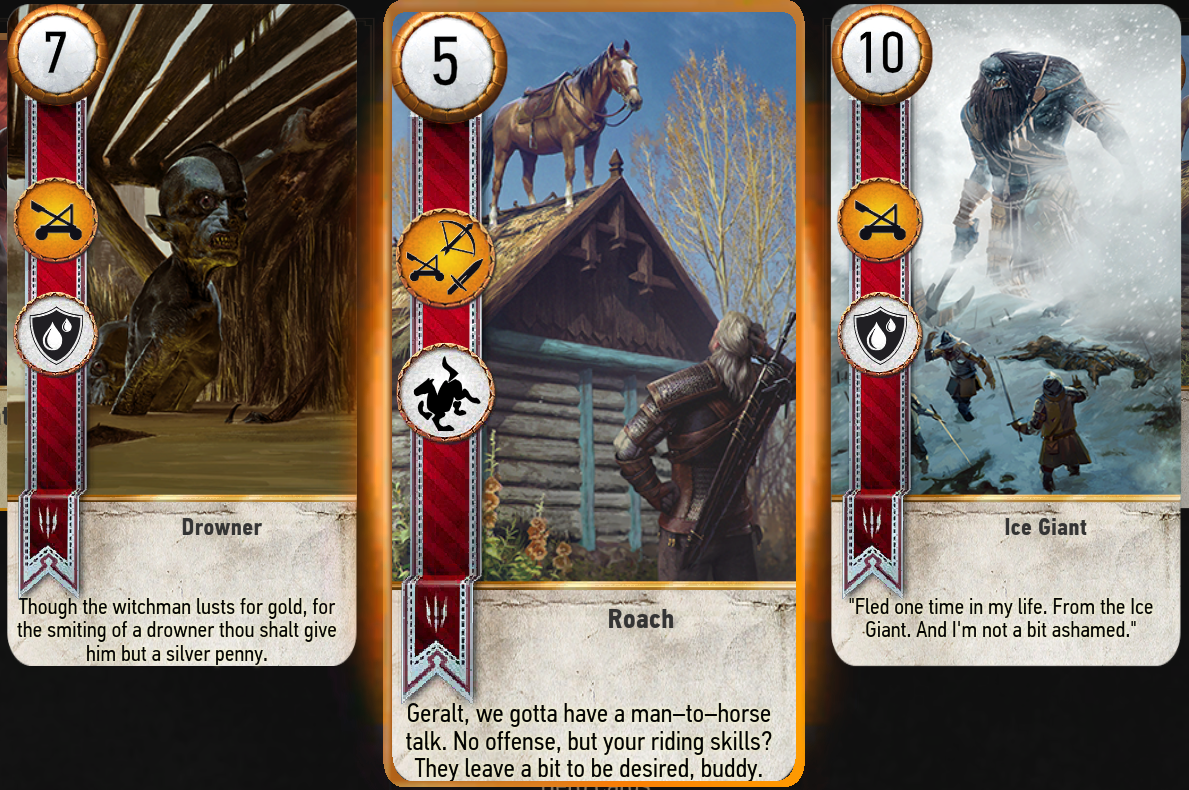 7
Drowner
Though the witchman lusts for gold, for
the smiting of a drowner thou shalt give
him but a silver penny.
5
Roach
Geralt, we gotta have a man–to–horse
talk. No offense, but your riding skills?
They leave a bit to be desired, buddy.
10
Ice Giant
"Fled one time in my life. From the Ice
Giant. And I'm not a bit ashamed."